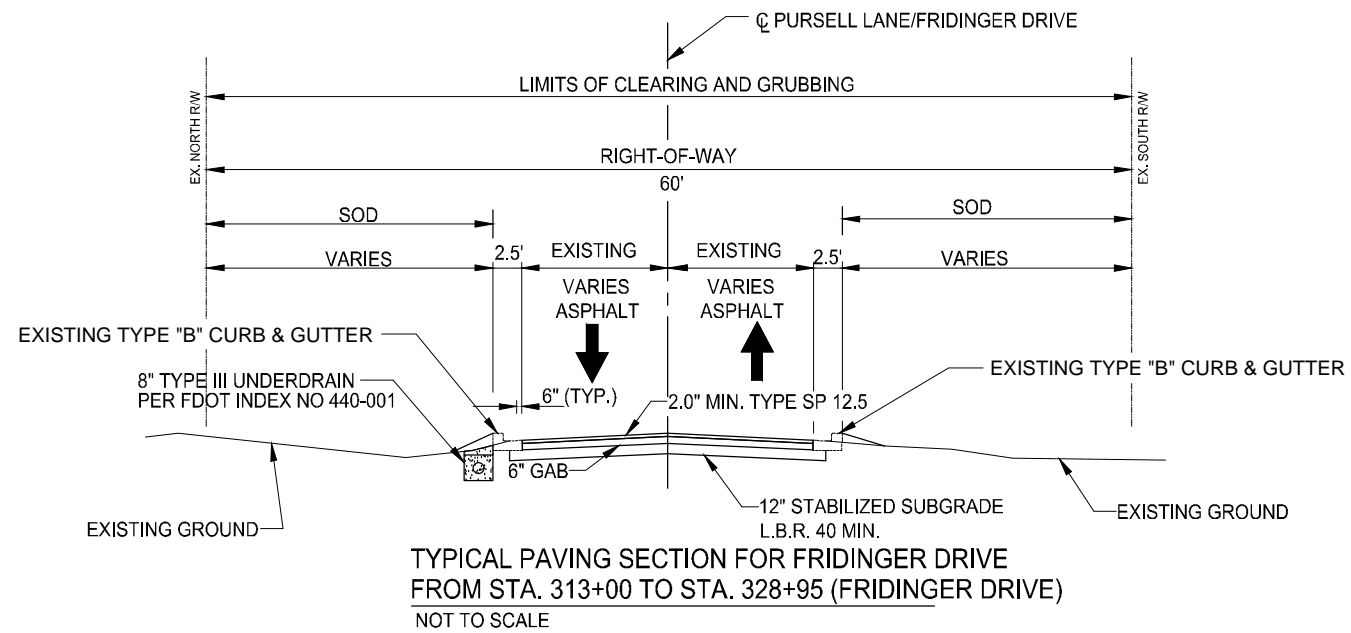 ℄ PURSELL LANE/FRIDINGER DRIVE
LIMITS OF CLEARING AND GRUBBING
EX. NORTH R/W
EX. SOUTH R/W
RIGHT-OF-WAY
60'
SOD
SOD
VARIES
2.5'
EXISTING
EXISTING
2.5'
VARIES
VARIES
ASPHALT
VARIES
ASPHALT
EXISTING TYPE "B" CURB & GUTTER
EXISTING TYPE "B" CURB & GUTTER
8" TYPE III UNDERDRAIN
PER FDOT INDEX NO 440-001
6" (TYP.)
2.0" MIN. TYPE SP 12.5
6" GAB
12" STABILIZED SUBGRADE
L.B.R. 40 MIN.
EXISTING GROUND
EXISTING GROUND
TYPICAL PAVING SECTION FOR FRIDINGER DRIVE
FROM STA. 313+00 TO STA. 328+95 (FRIDINGER DRIVE)
NOT TO SCALE